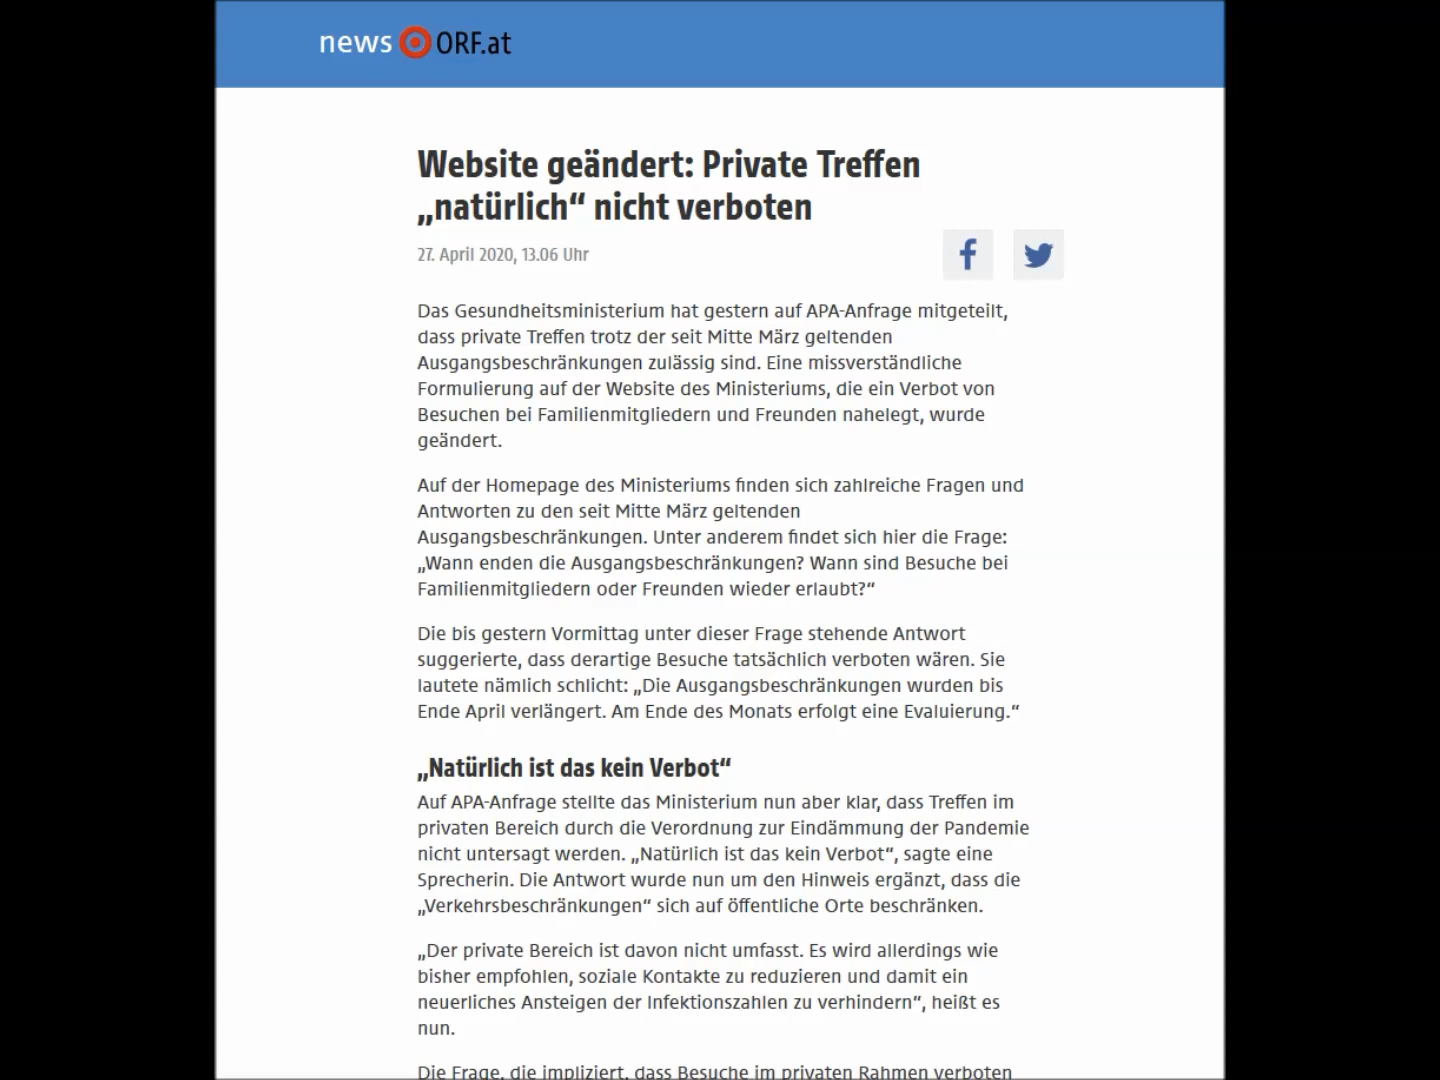 news ORF.at
Website geändert: Private Treffen
„natürlich“ nicht verboten
27. April 2020, 13.06 Uhr
Das Gesundheitsministerium hat gestern auf APA-Anfrage mitgeteilt,
dass private Treffen trotz der seit Mitte März geltenden
Ausgangsbeschränkungen zulässig sind. Eine missverständliche
Formulierung auf der Website des Ministeriums, die ein Verbot von
Besuchen bei Familienmitgliedern und Freunden nahelegt, wurde
geändert.
Auf der Homepage des Ministeriums finden sich zahlreiche Fragen und
Antworten zu den seit Mitte März geltenden
Ausgangsbeschränkungen. Unter anderem findet sich hier die Frage:
„Wann enden die Ausgangsbeschränkungen? Wann sind Besuche bei
Familienmitgliedern oder Freunden wieder erlaubt?“
Die bis gestern Vormittag unter dieser Frage stehende Antwort
suggerierte, dass derartige Besuche tatsächlich verboten wären. Sie
lautete nämlich schlicht: „Die Ausgangsbeschränkungen wurden bis
Ende April verlängert. Am Ende des Monats erfolgt eine Evaluierung.“
„Natürlich ist das kein Verbot“
Auf APA-Anfrage stellte das Ministerium nun aber klar, dass Treffen im
privaten Bereich durch die Verordnung zur Eindämmung der Pandemie
nicht untersagt werden. „Natürlich ist das kein Verbot“, sagte eine
Sprecherin. Die Antwort wurde nun um den Hinweis ergänzt, dass die
„Verkehrsbeschränkungen“ sich auf öffentliche Orte beschränken.
„Der private Bereich ist davon nicht umfasst. Es wird allerdings wie
bisher empfohlen, soziale Kontakte zu reduzieren und damit ein
neuerliches Ansteigen der Infektionszahlen zu verhindern“, heißt es
nun.
Die Frage, die impliziert, dass Besuche im privaten Rahmen verboten